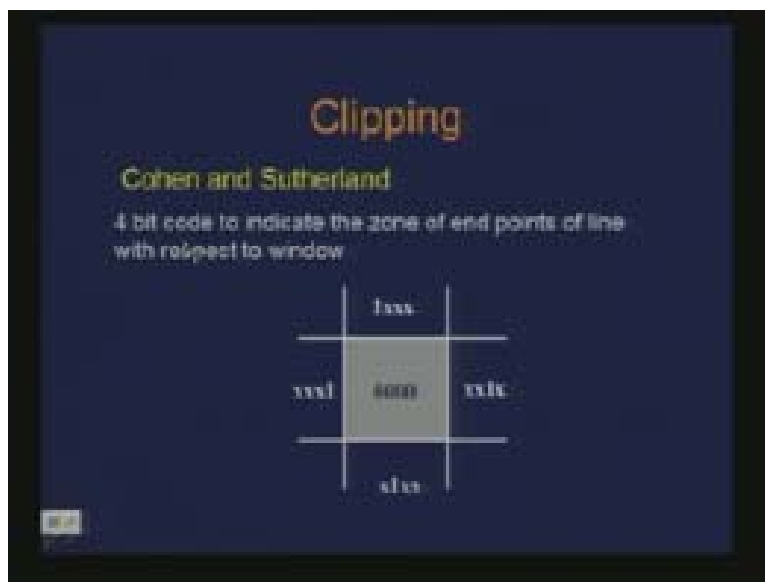 Clipping
Cohen and Sutherland
4 bit code to indicate the zone of end points of line
with respect to window
1xxx
xxx1 0000 xx1x
x1xx